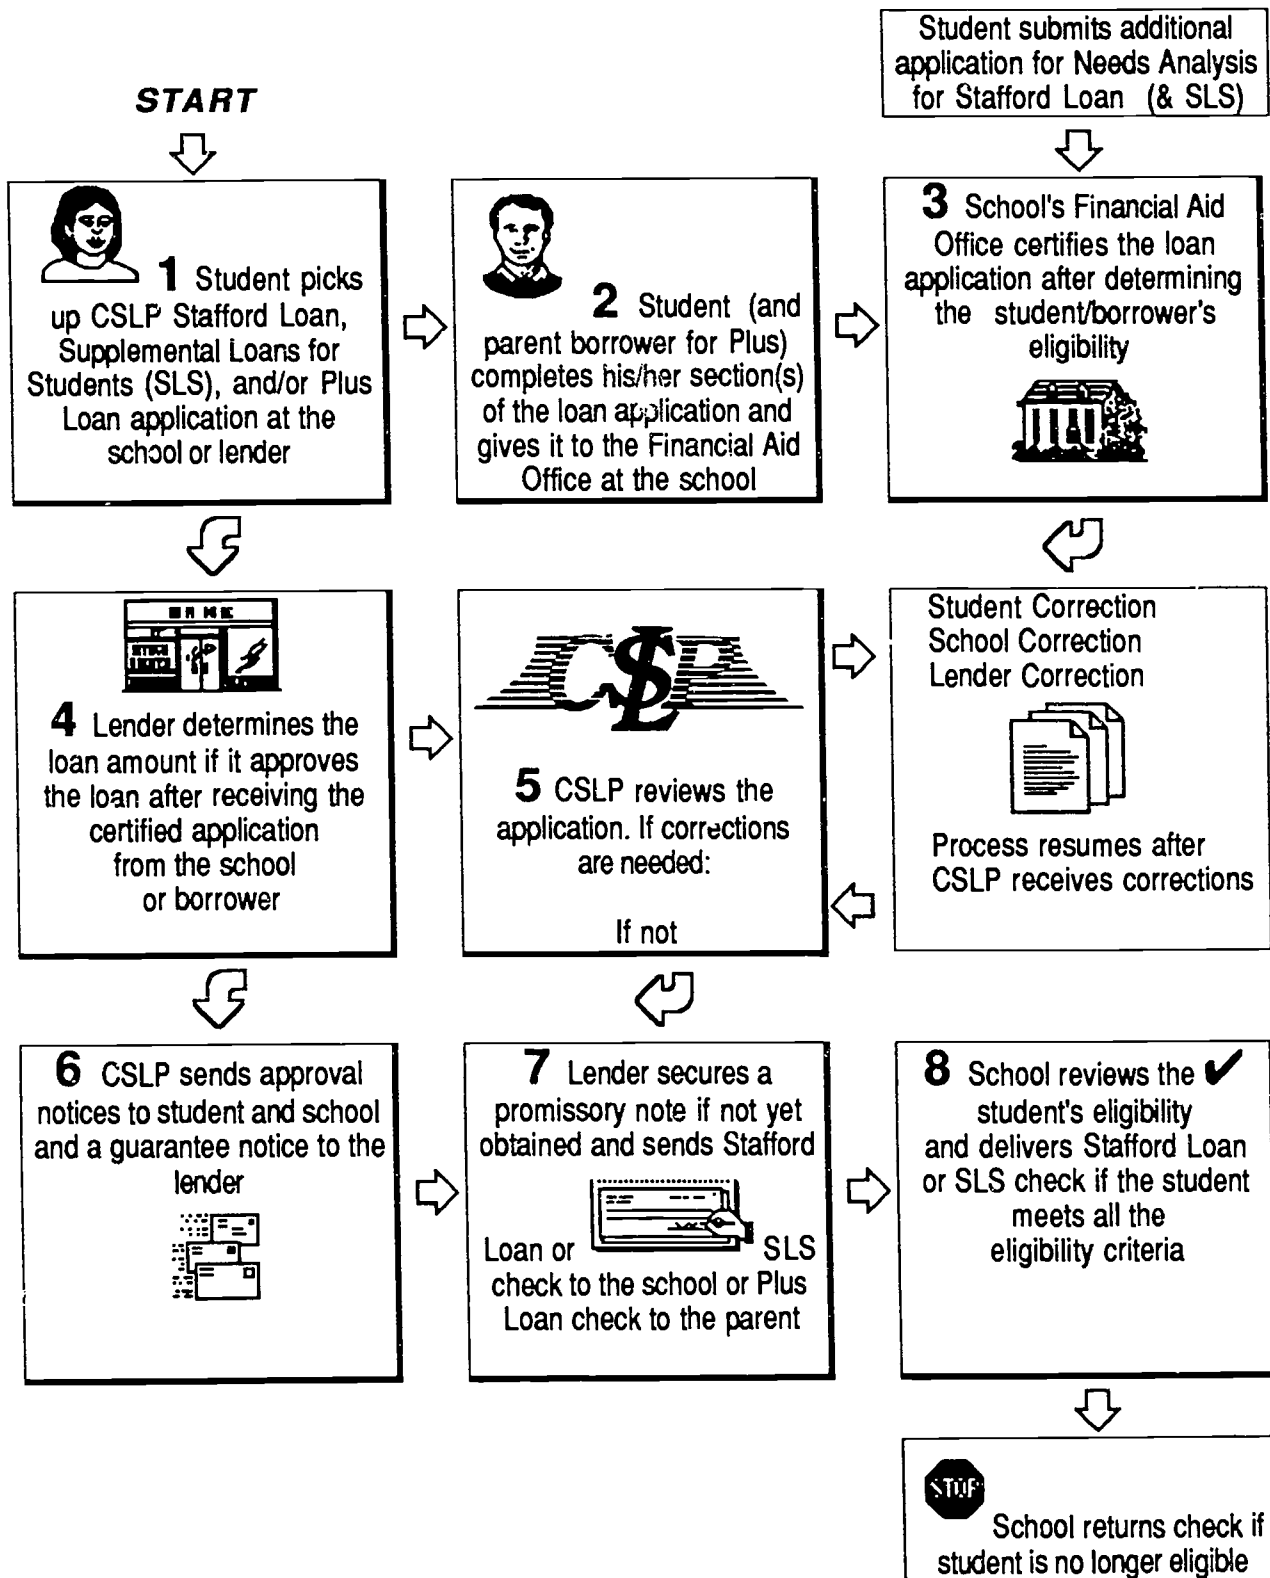 START
Student submits additional
application for Needs Analysis
for Stafford Loan (& SLS)
1 Student picks
up CSLP Stafford Loan,
Supplemental Loans for
Students (SLS), and/or Plus
Loan application at the
school or lender
2 Student (and
parent borrower for Plus)
completes his/her section(s)
of the loan application and
gives it to the Financial Aid
Office at the school
3 School's Financial Aid
Office certifies the loan
application after determining
the student/borrower's
eligibility
BANK
4 Lender determines the
loan amount if it approves
the loan after receiving the
certified application
from the school
or borrower
CSLP
5 CSLP reviews the
application. If corrections
are needed:
If not
Student Correction
School Correction
Lender Correction
Process resumes after
CSLP receives corrections
6 CSLP sends approval
notices to student and school
and a guarantee notice to the
lender
7 Lender secures a
promissory note if not yet
obtained and sends Stafford
Loan or SLS
check to the school or Plus
Loan check to the parent
8 School reviews the
student's eligibility
and delivers Stafford Loan
or SLS check if the student
meets all the
eligibility criteria
STOP
School returns check if
student is no longer eligible